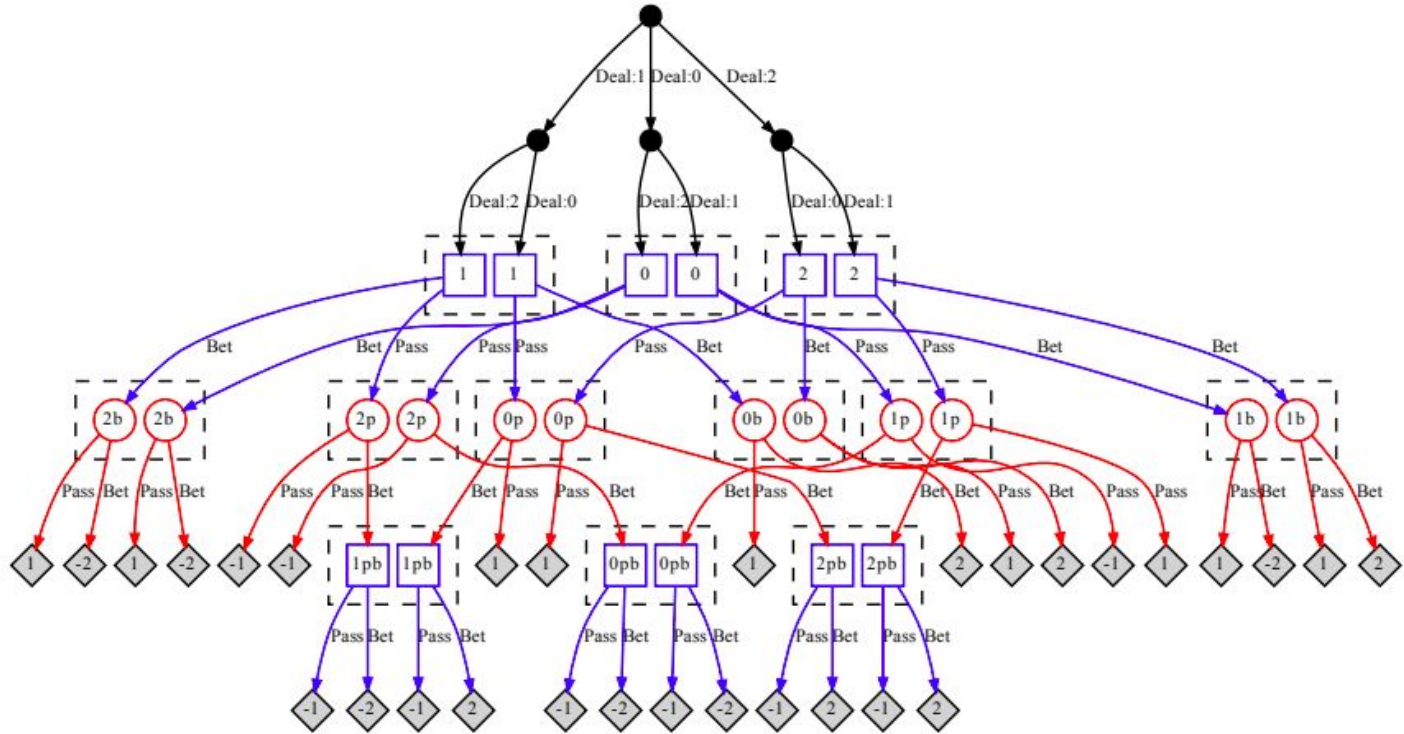 Deal:1 Deal:0 Deal:2
Deal:2 Deal:0 Deal:2 Deal:1 Deal:0 Deal:1
1 1 0 0 2 2
Bet Bet Pass Pass Pass Pass Bet Bet Pass Pass Bet Bet
2b 2b 2p 2p 0p 0p 0b 0b 1p 1p 1b 1b
Pass Bet Pass Bet Pass Pass Bet Bet Pass Pass Bet Bet Pass Bet Bet Bet Pass Bet Pass Pass Pass Bet Pass Bet
1 -2 1 -2 -1 -1 1pb 1pb 1 1 0pb 0pb 1 2pb 2pb 2 1 2 -1 1 1 -2 1 2
Pass Bet Pass Bet Pass Bet Pass Bet Pass Bet Pass Bet
-1 -2 -1 2 -1 -2 -1 -2 -1 2 -1 2